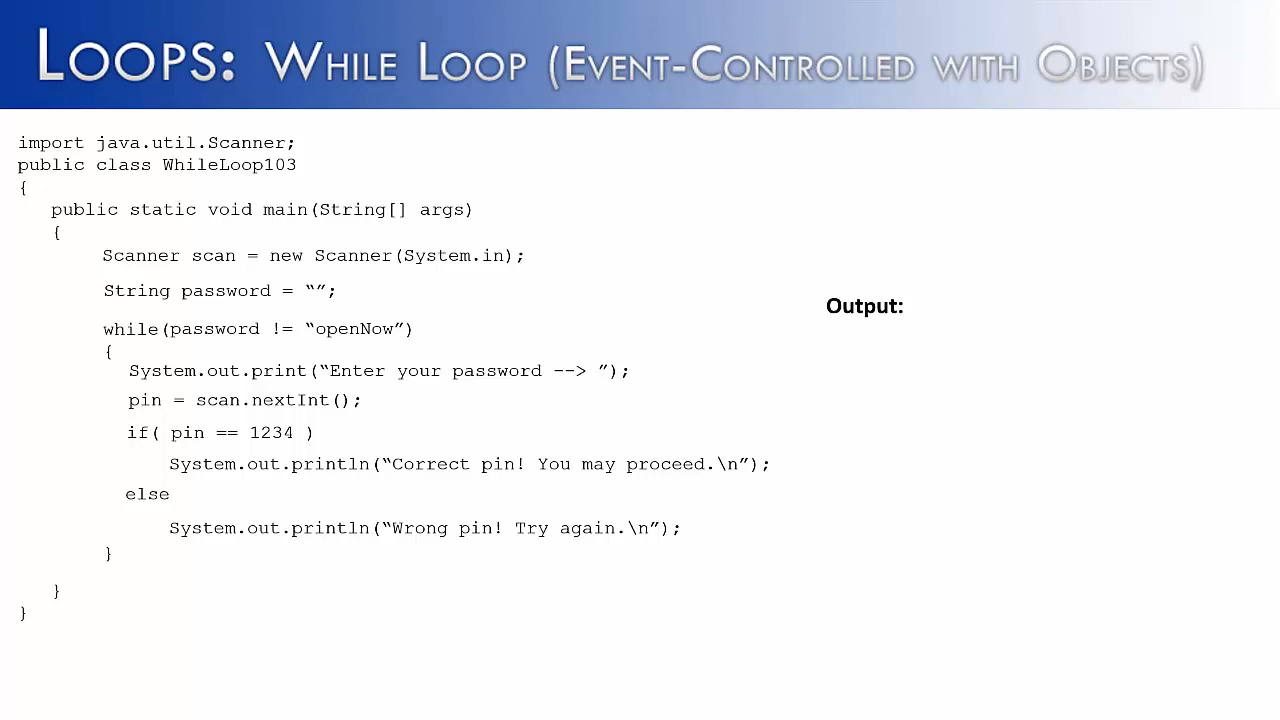 Loops: While Loop (Event-Controlled with Objects)
import java.util.Scanner;
public class WhileLoop103
{
public static void main(String[] args)
{
Scanner scan = new Scanner(System.in);
String password = “”;
Output:
while(password != “openNow”)
{
System.out.print(“Enter your password --> ”);
pin = scan.nextInt();
if( pin == 1234 )
System.out.println(“Correct pin! You may proceed.\n”);
else
System.out.println(“Wrong pin! Try again.\n”);
}
}
}